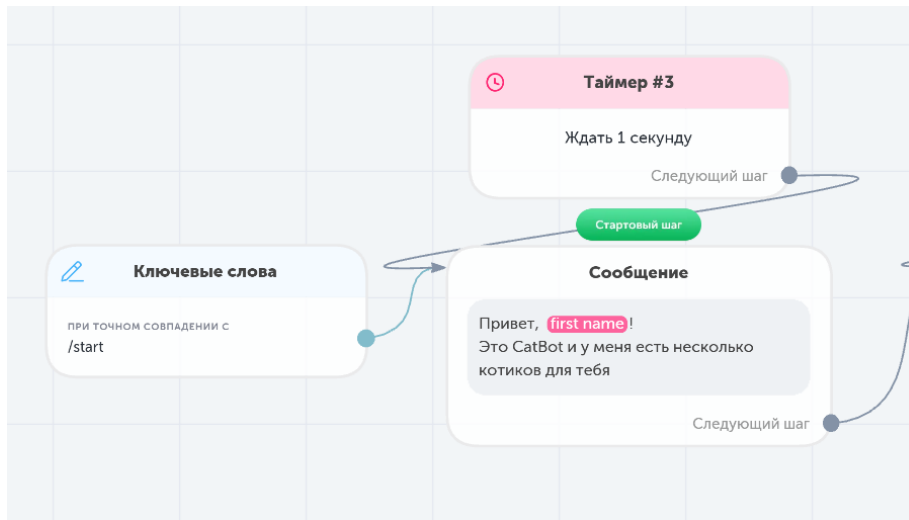 Таймер #3
Ждать 1 секунду
Следующий шаг
Стартовый шаг
Ключевые слова
ПРИ ТОЧНОМ СОВПАДЕНИИ С
/start
Сообщение
Привет, first name !
Это CatBot и у меня есть несколько
котиков для тебя
Следующий шаг